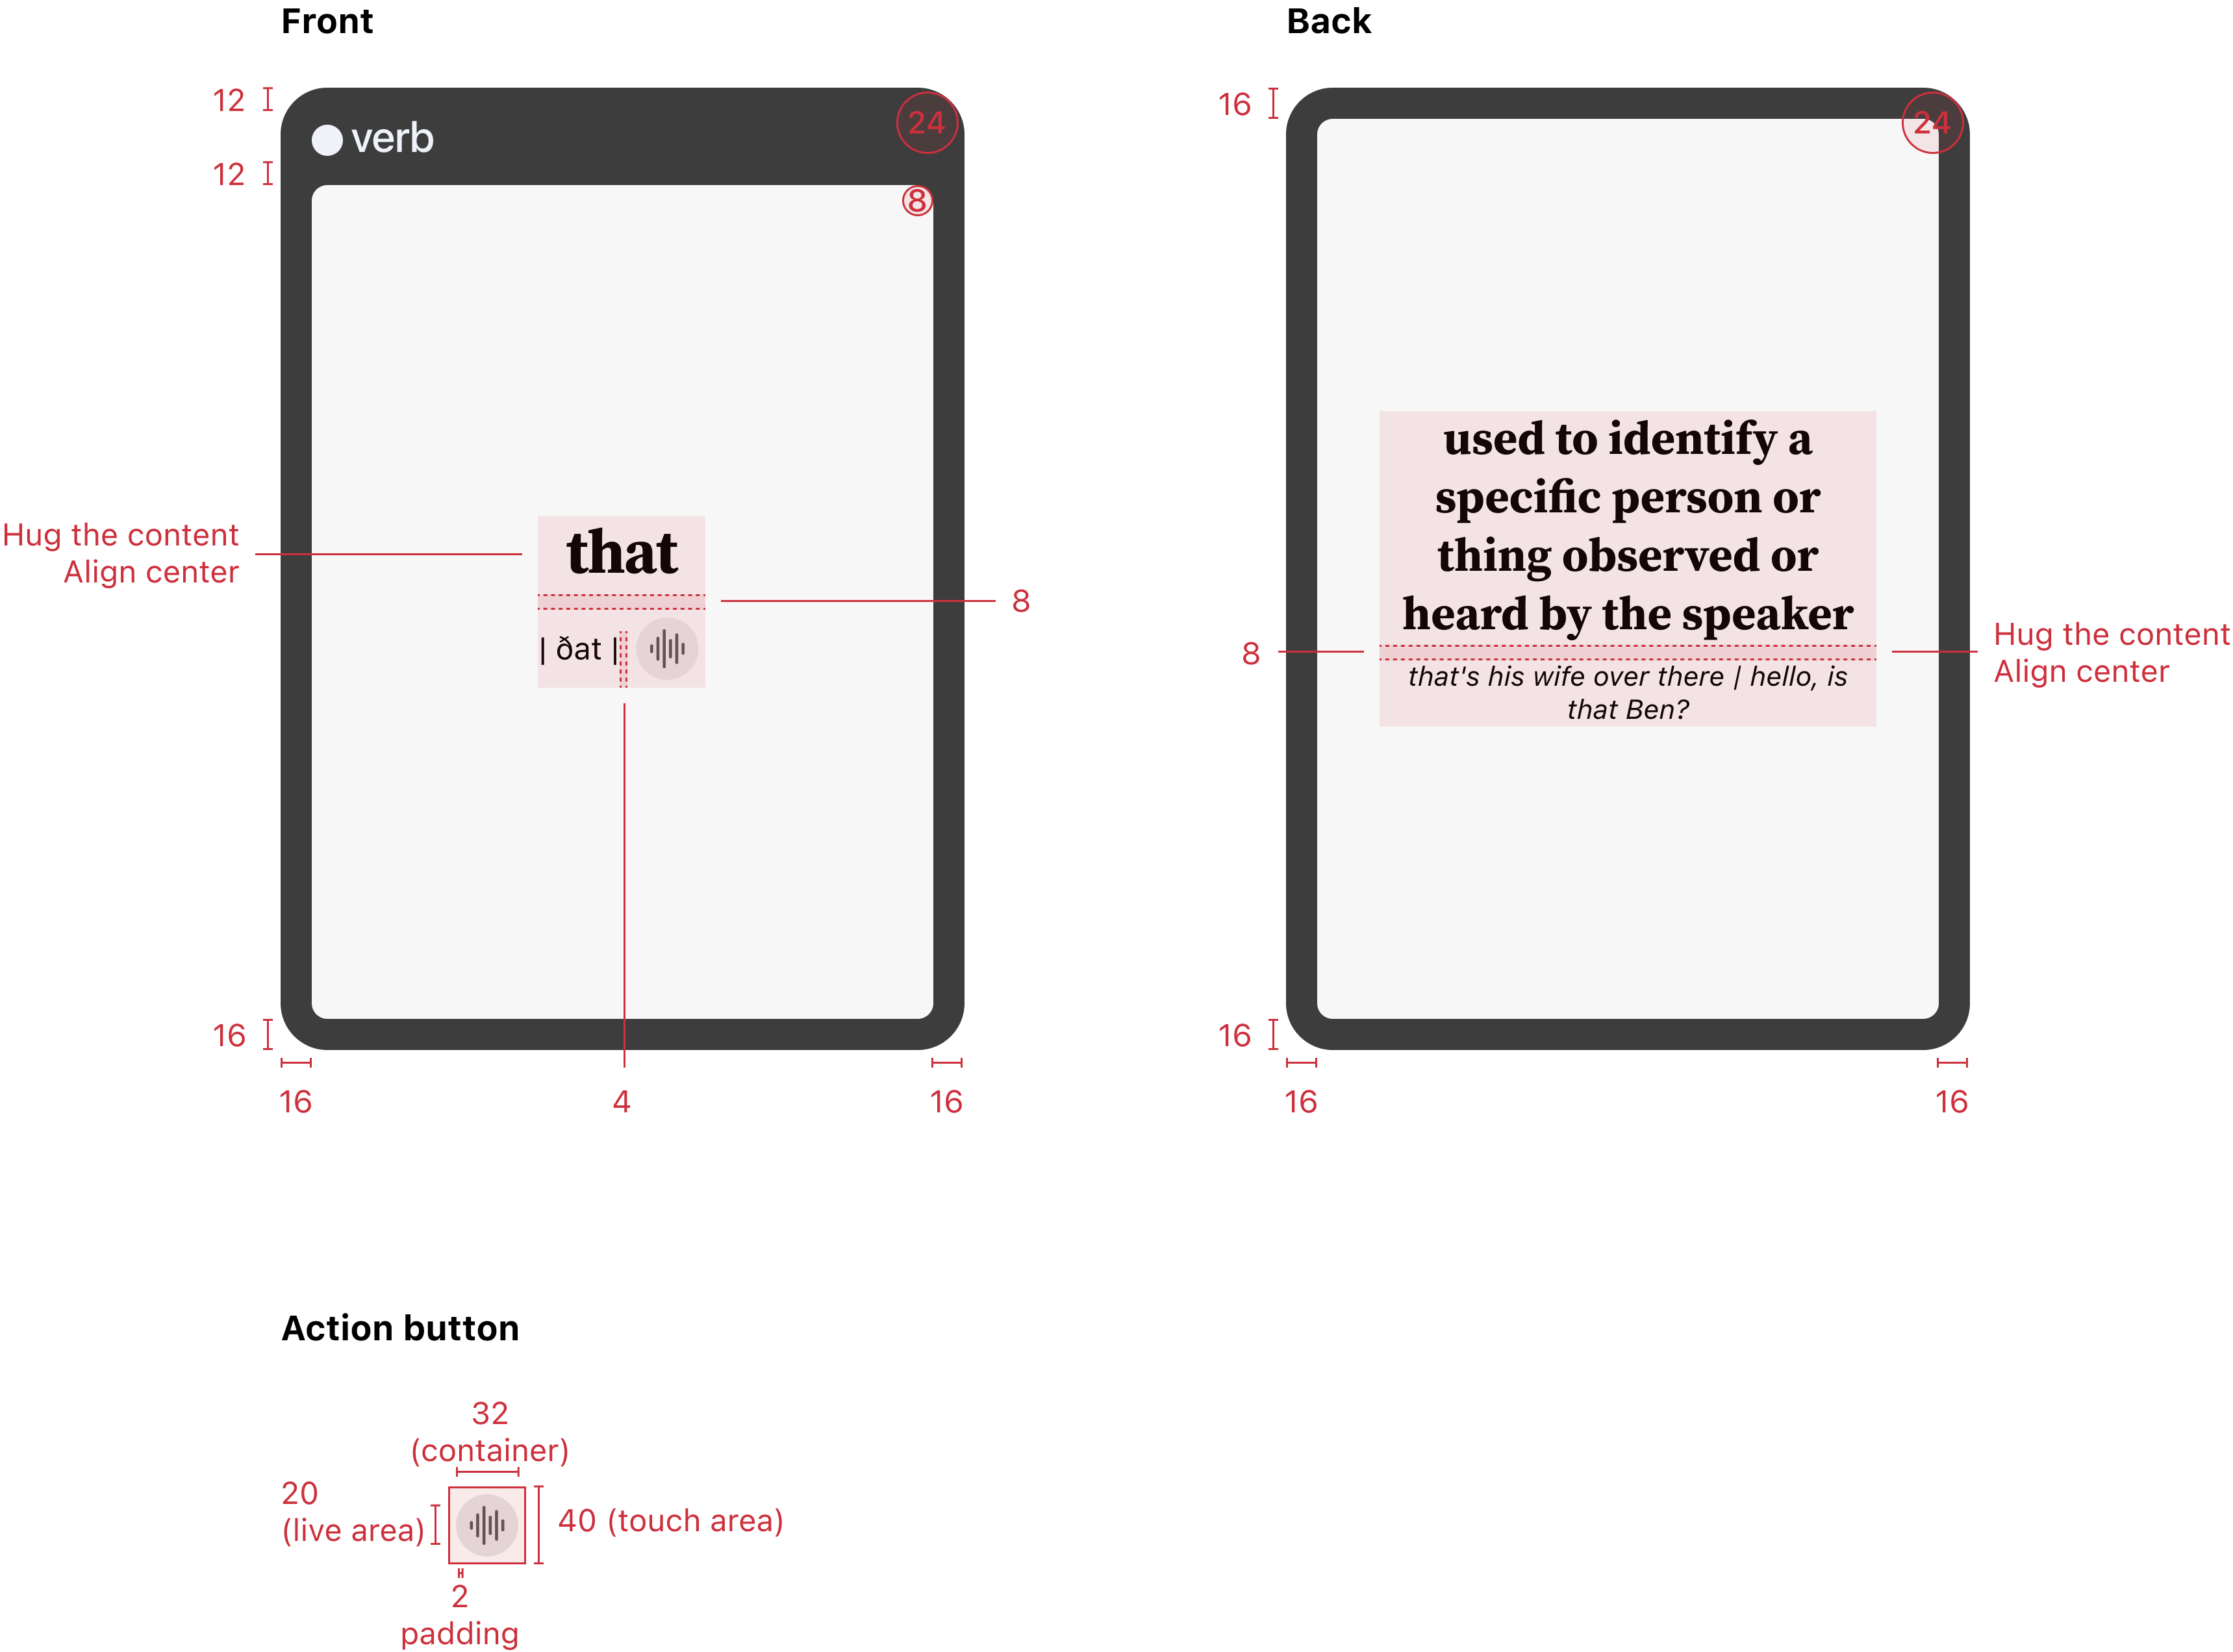 Front
12
verb
24
12
8
Hug the content
Align center
that
8
| ðat |
16
16
4
16
Back
16
24
used to identify a
specific person or
thing observed or
heard by the speaker
8
Hug the content
Align center
that's his wife over there | hello, is
that Ben?
16
16
16
Action button
32
(container)
20
(live area)
40 (touch area)
2
padding